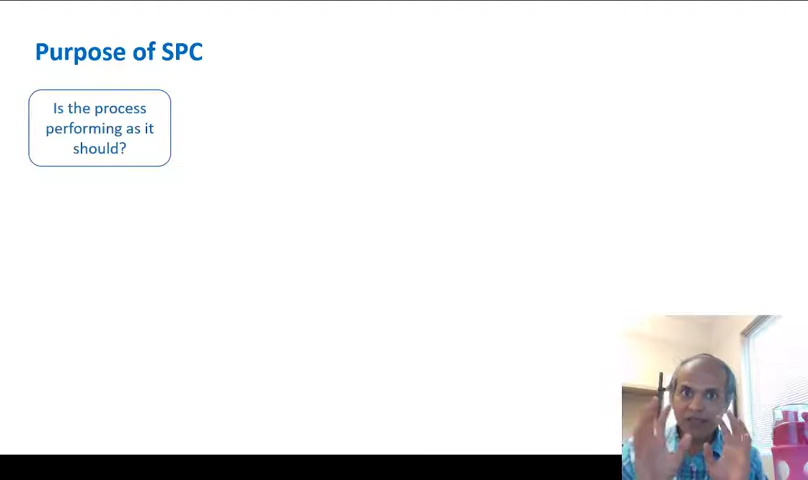 Purpose of SPC
Is the process
performing as it
should?